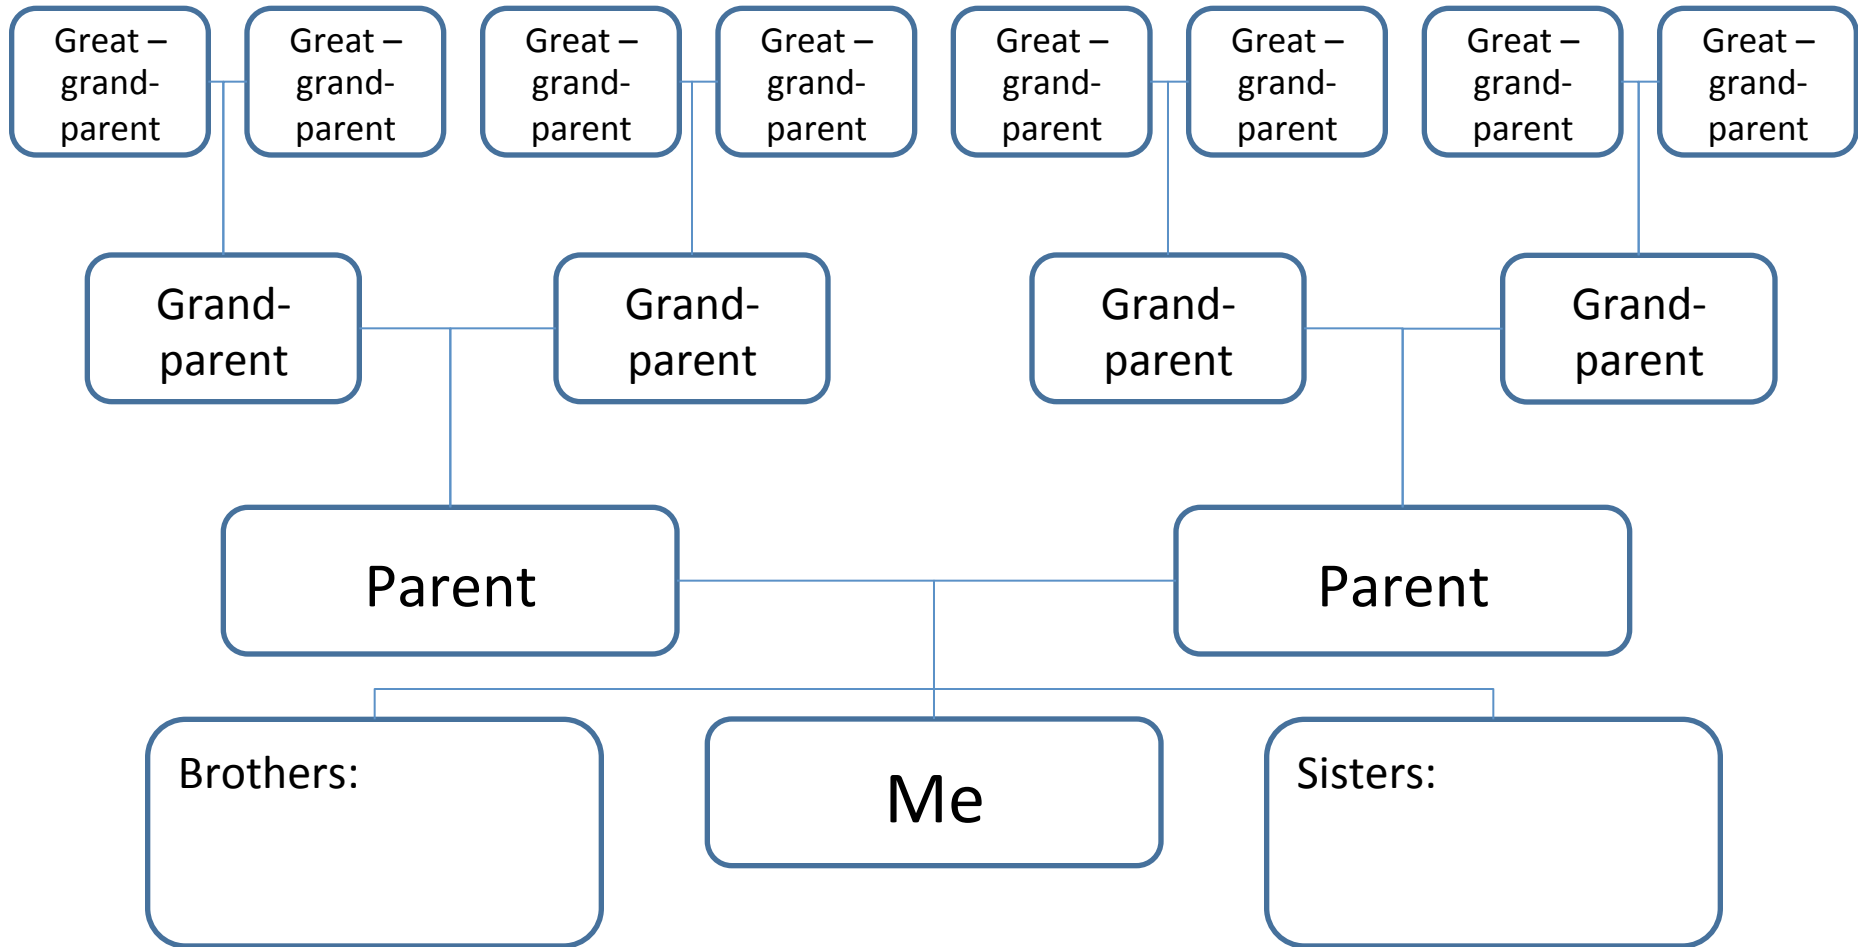 Great –
grand-
parent
Great –
grand-
parent
Great –
grand-
parent
Great –
grand-
parent
Great –
grand-
parent
Great –
grand-
parent
Great –
grand-
parent
Great –
grand-
parent
Grand-
parent
Grand-
parent
Grand-
parent
Grand-
parent
Parent
Parent
Brothers:
Me
Sisters: